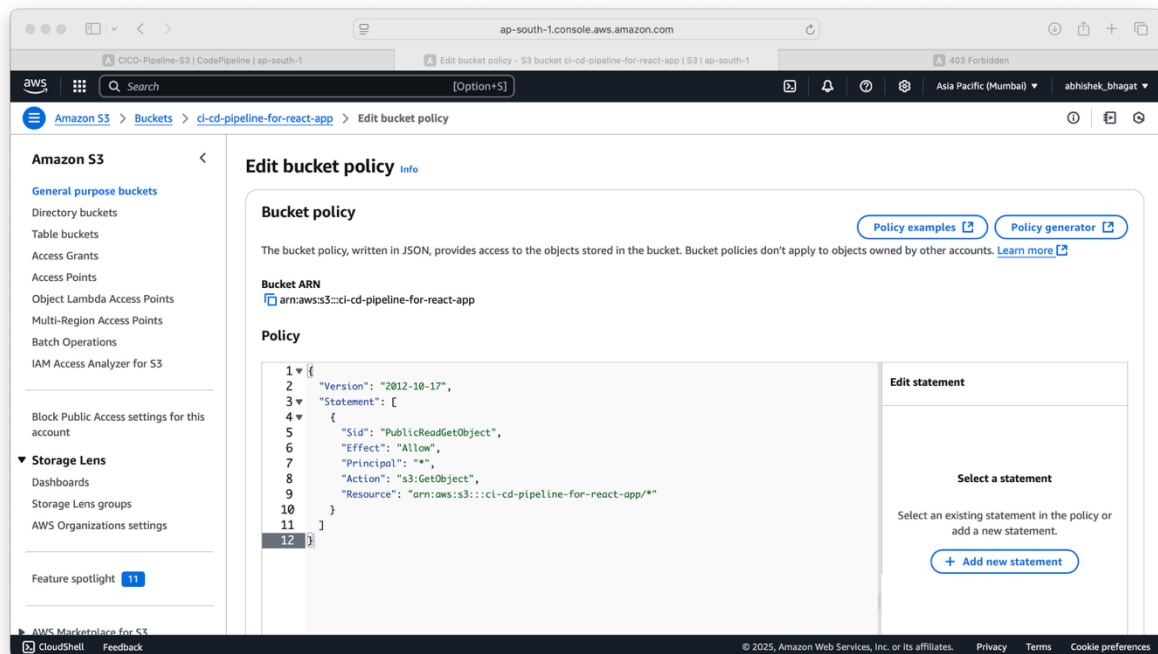 ap-south-1.console.aws.amazon.com
CICD-Pipeline-S3 | CodePipeline | ap-south-1
Edit bucket policy - S3 bucket ci-cd-pipeline-for-react-app | S3 | ap-south-1
403 Forbidden
aws
Search
[Option+S]
Asia Pacific (Mumbai)
abhishek_bhagat
Amazon S3 > Buckets > ci-cd-pipeline-for-react-app > Edit bucket policy
Amazon S3
General purpose buckets
Directory buckets
Table buckets
Access Grants
Access Points
Object Lambda Access Points
Multi-Region Access Points
Batch Operations
IAM Access Analyzer for S3
Block Public Access settings for this
account
Storage Lens
Dashboards
Storage Lens groups
AWS Organizations settings
Feature spotlight 11
AWS Marketplace for S3
Edit bucket policy Info
Bucket policy
Policy examples
Policy generator
The bucket policy, written in JSON, provides access to the objects stored in the bucket. Bucket policies don't apply to objects owned by other accounts. Learn more
Bucket ARN
arn:aws:s3:::ci-cd-pipeline-for-react-app
Policy
1 {
2 "Version": "2012-10-17",
3 "Statement": [
4 {
5 "Sid": "PublicReadGetObject",
6 "Effect": "Allow",
7 "Principal": "*",
8 "Action": "s3:GetObject",
9 "Resource": "arn:aws:s3:::ci-cd-pipeline-for-react-app/*"
10 }
11 ]
12 }
Edit statement
Select a statement
Select an existing statement in the policy or
add a new statement.
+ Add new statement
CloudShell
Feedback
© 2025, Amazon Web Services, Inc. or its affiliates.
Privacy
Terms
Cookie preferences